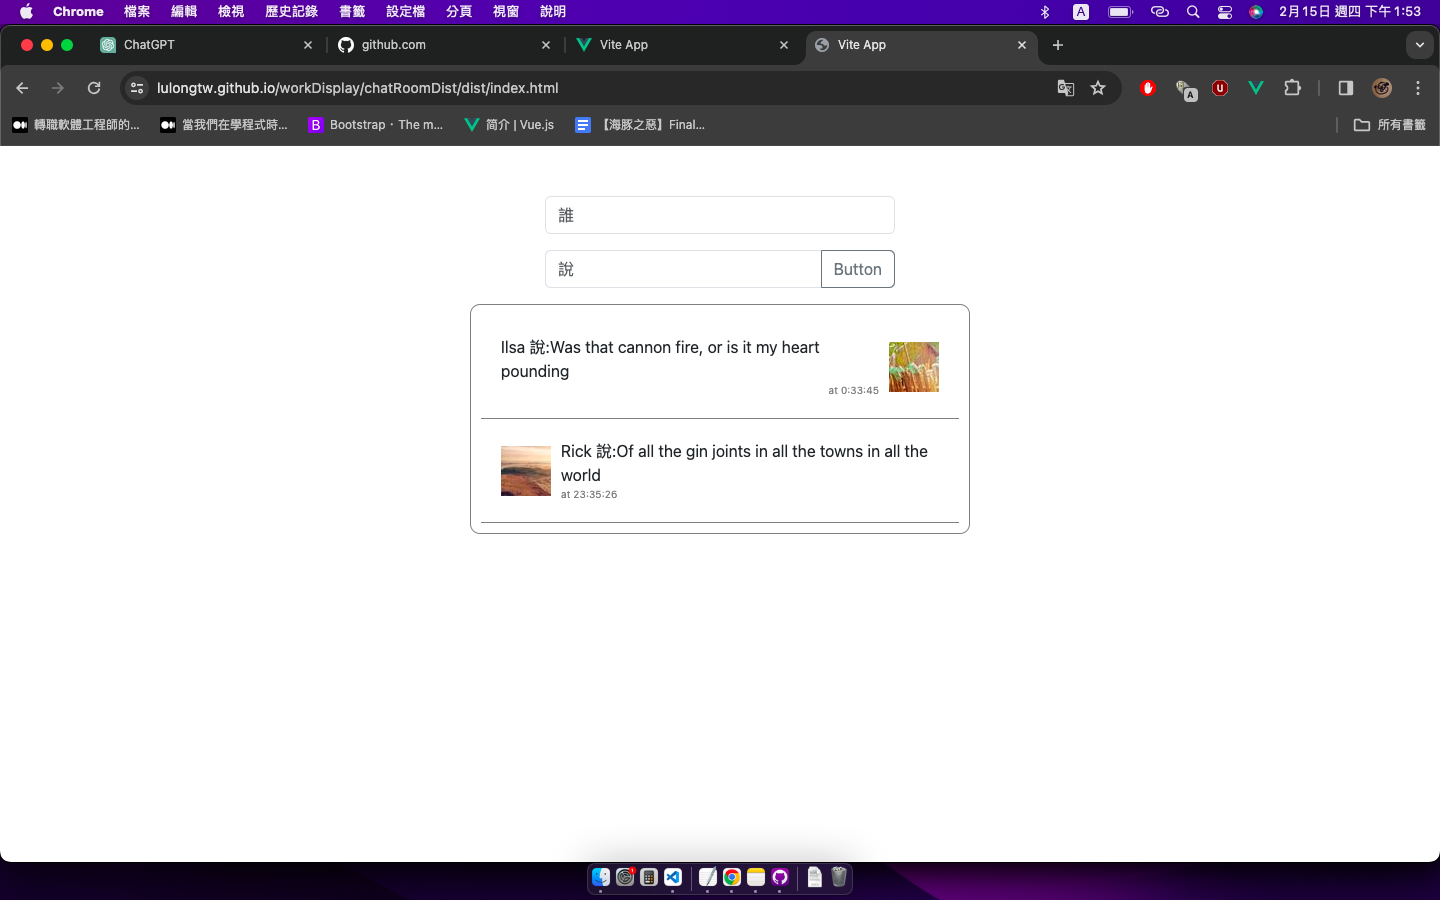 Chrome 檔案 編輯 檢視 歷史記錄 書籤 設定檔 分頁 視窗 說明 A 2月15日 週四 下午1:53
ChatGPT github.com Vite App Vite App
lulongtw.github.io/workDisplay/chatRoomDist/dist/index.html
轉職軟體工程師的... 當我們在學程式時... B Bootstrap · The m... 简介 | Vue.js 【海豚之惡】Final... 所有書籤
誰
說 Button
Ilsa 說:Was that cannon fire, or is it my heart
pounding
at 0:33:45
Rick 說:Of all the gin joints in all the towns in all the
world
at 23:35:26